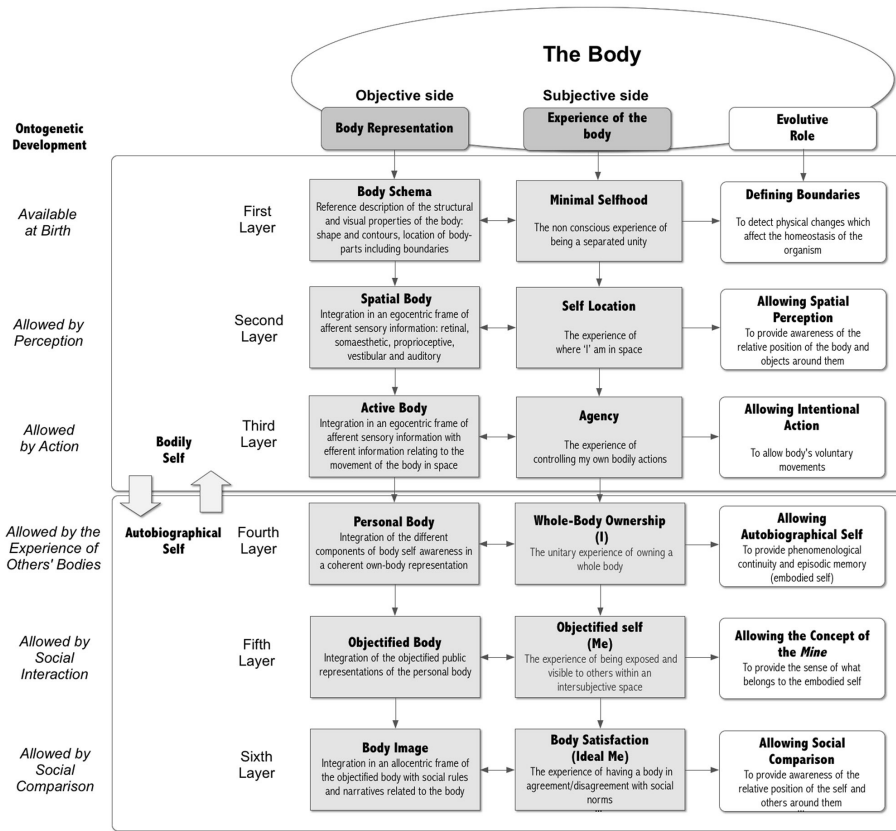 The Body
Objective side
Subjective side
Ontogenetic
Development
Body Representation
Experience of the
body
Evolutive
Role
Available
at Birth
First
Layer
Body Schema
Reference description of the structural
and visual properties of the body:
shape and contours, location of body-
parts including boundaries
Minimal Selfhood
The non conscious experience of
being a separated unity
Defining Boundaries
To detect physical changes which
affect the homeostasis of the
organism
Allowed by
Perception
Second
Layer
Spatial Body
Integration in an egocentric frame of
afferent sensory information: retinal,
somaesthetic, proprioceptive,
vestibular and auditory
Self Location
The experience of
where 'I' am in space
Allowing Spatial
Perception
To provide awareness of the
relative position of the body and
objects around them
Allowed
by Action
Bodily
Self
Third
Layer
Active Body
Integration in an egocentric frame of
afferent sensory information with
efferent information relating to the
movement of the body in space
Agency
The experience of
controlling my own bodily actions
Allowing Intentional
Action
To allow body's voluntary
movements
Allowed by the
Experience of
Others' Bodies
Autobiographical
Self
Fourth
Layer
Personal Body
Integration of the different
components of body self awareness in
a coherent own-body representation
Whole-Body Ownership
(I)
The unitary experience of owning a
whole body
Allowing
Autobiographical Self
To provide phenomenological
continuity and episodic memory
(embodied self)
Allowed by
Social
Interaction
Fifth
Layer
Objectified Body
Integration of the objectified public
representations of the personal body
Objectified self
(Me)
The experience of being exposed and
visible to others within an
intersubjective space
Allowing the Concept of
the Mine
To provide the sense of what
belongs to the embodied self
Allowed by
Social
Comparison
Sixth
Layer
Body Image
Integration in an allocentric frame of
the objectified body with social rules
and narratives related to the body
Body Satisfaction
(Ideal Me)
The experience of having a body in
agreement/disagreement with social
norms
...
Allowing Social
Comparison
To provide awareness of the
relative position of the self and
others around them
...